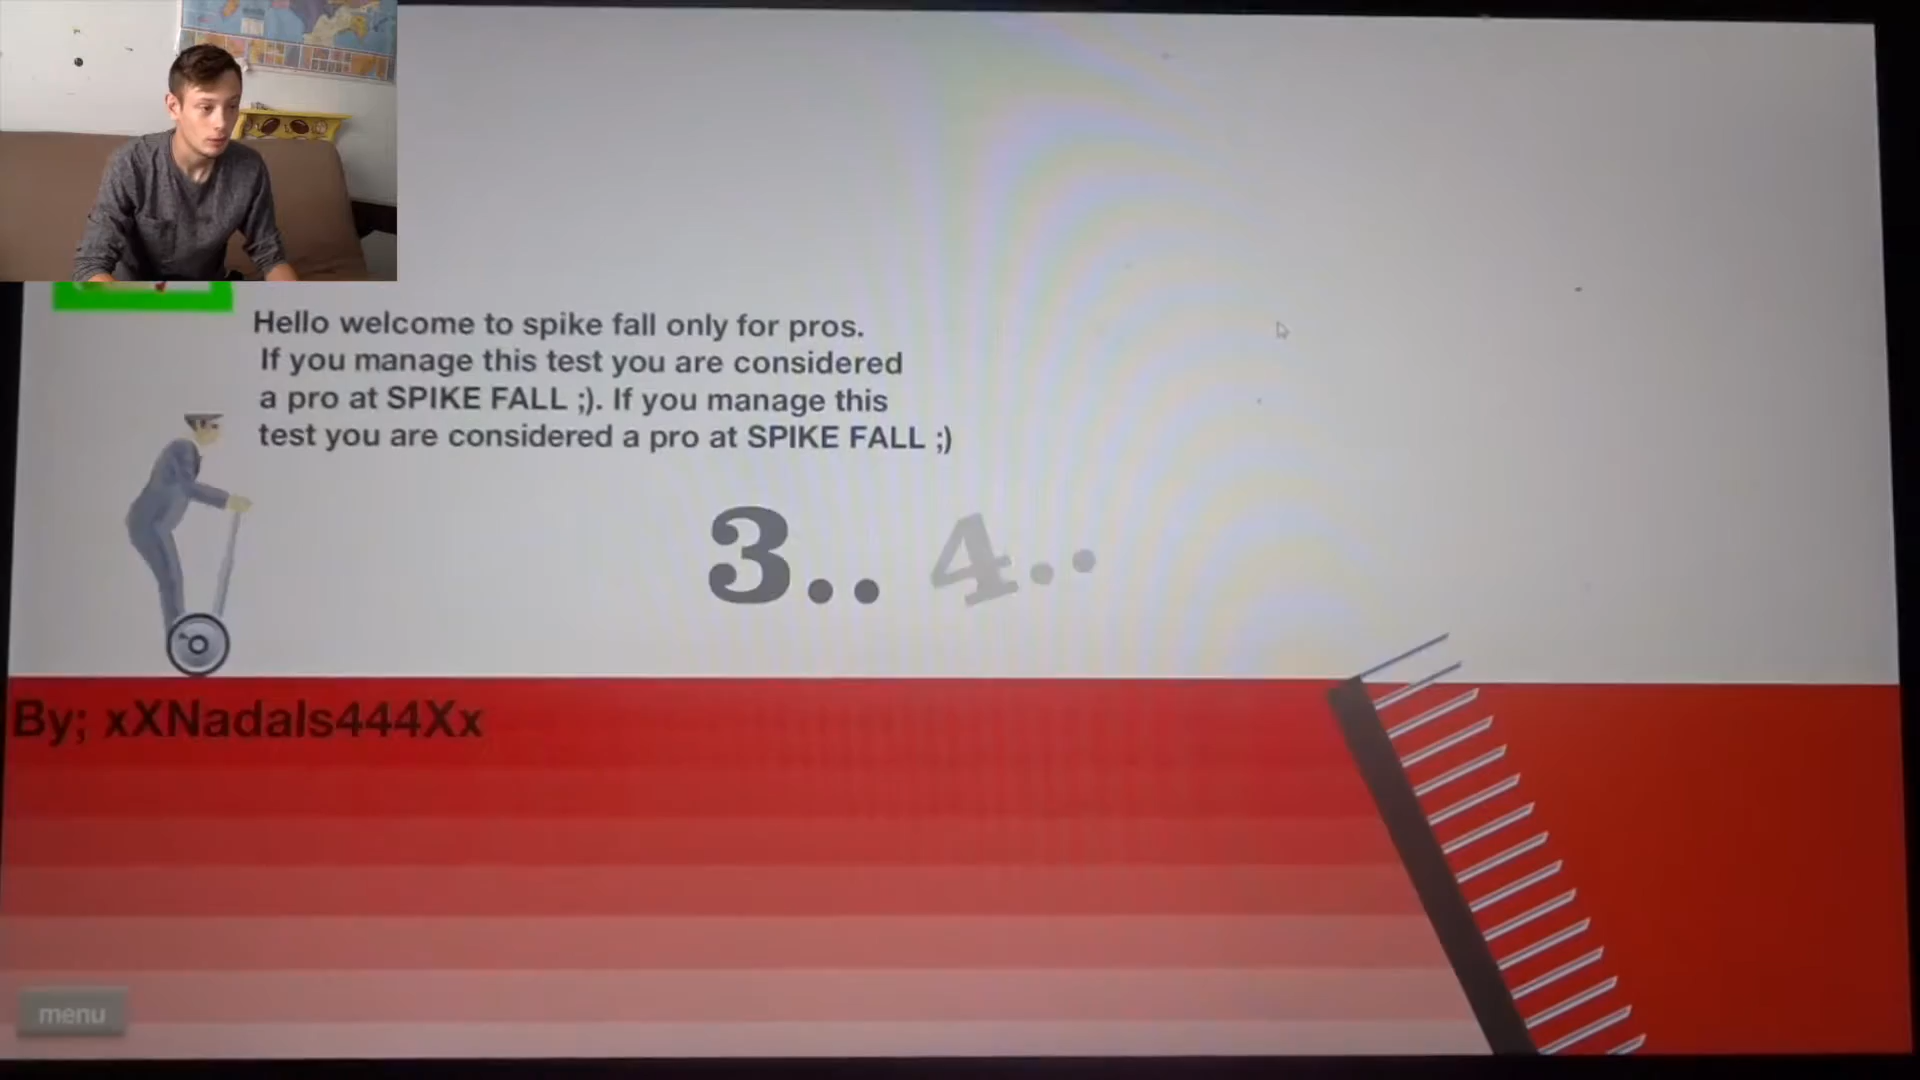 Hello welcome to spike fall only for pros.
If you manage this test you are considered
a pro at SPIKE FALL ;). If you manage this
test you are considered a pro at SPIKE FALL ;)
3.. 4..
By; xXNadals444Xx
menu